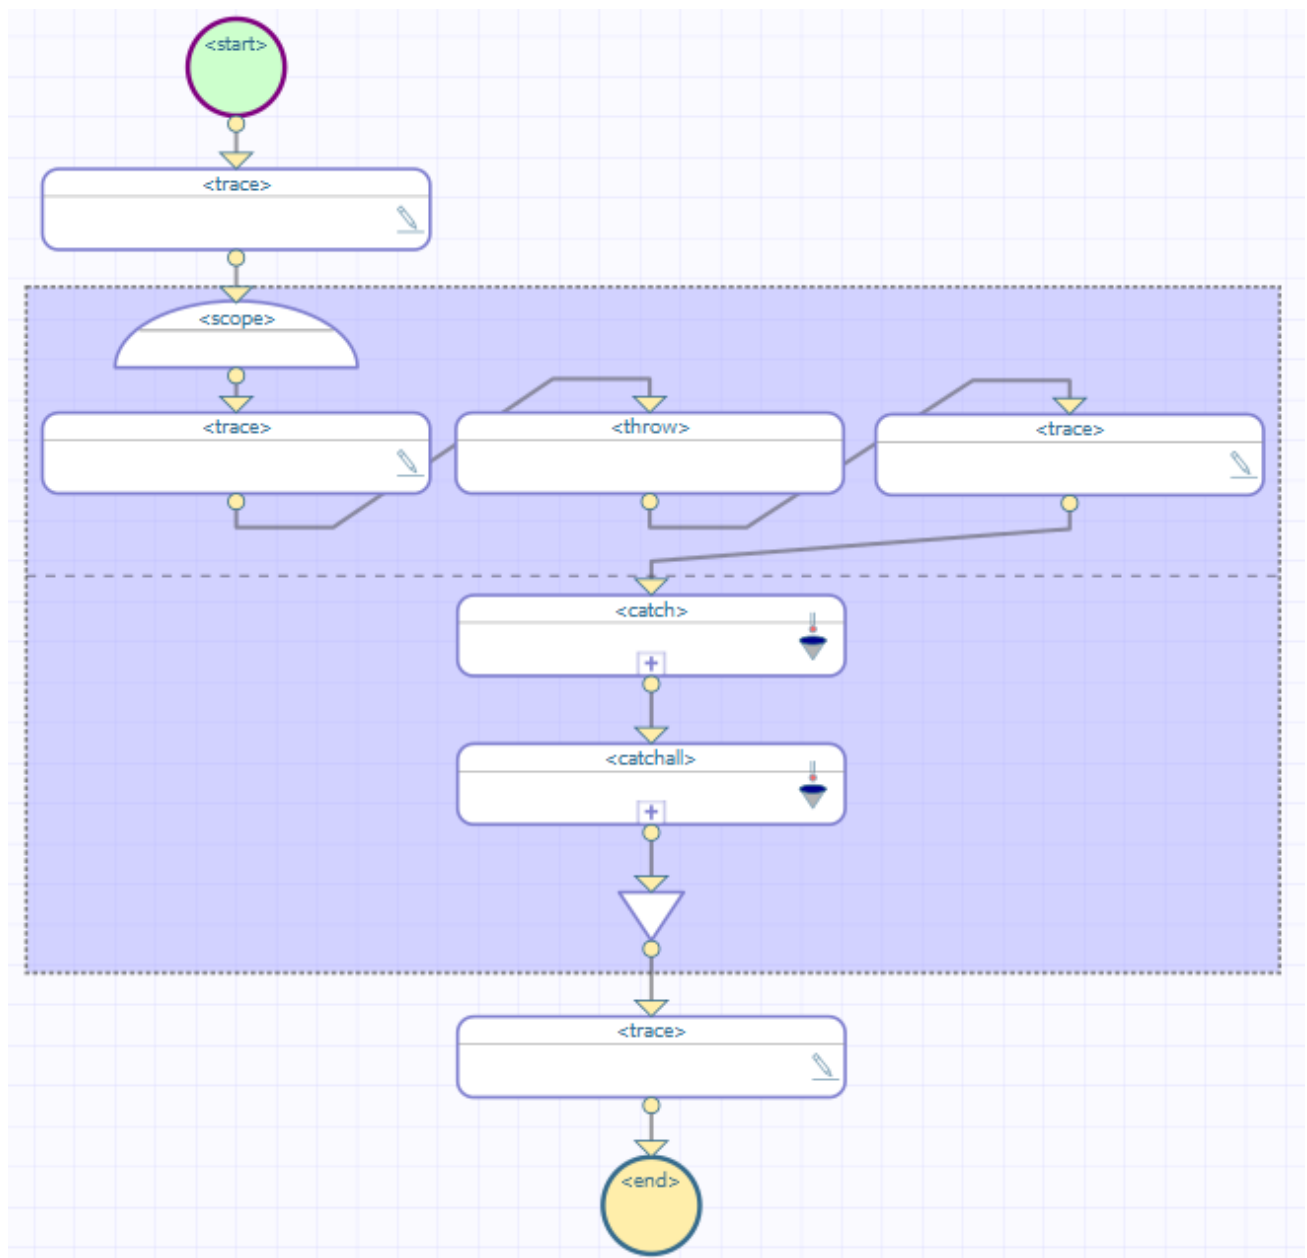 <start>
<trace>
<scope>
<trace>
<throw>
<trace>
<catch>
+
<catchall>
+
<trace>
<end>